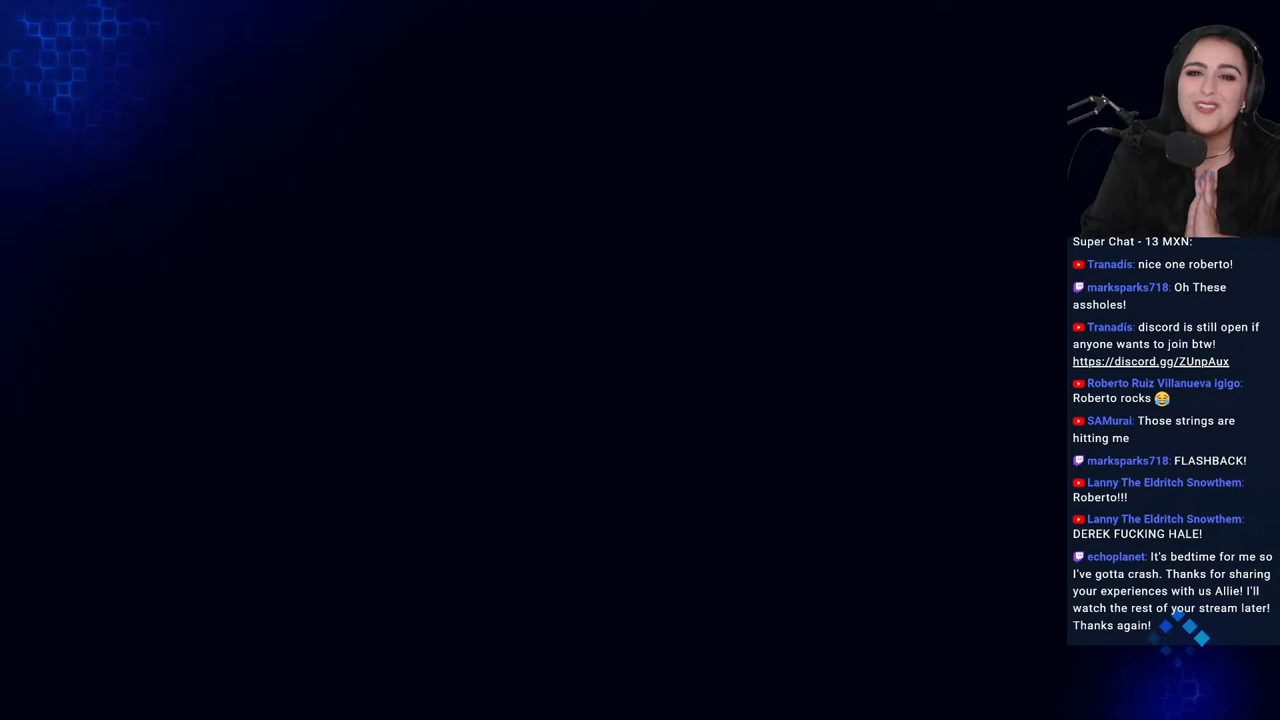 Super Chat - 13 MXN:
Tranadís: nice one roberto!
marksparks718: Oh These
assholes!
Tranadís: discord is still open if
anyone wants to join btw!
https://discord.gg/ZUnpAux
Roberto Ruiz Villanueva igigo:
Roberto rocks 😂
SAMurai: Those strings are
hitting me
marksparks718: FLASHBACK!
Lanny The Eldritch Snowthem:
Roberto!!!
Lanny The Eldritch Snowthem:
DEREK FUCKING HALE!
echoplanet: It's bedtime for me so
I've gotta crash. Thanks for sharing
your experiences with us Allie! I'll
watch the rest of your stream later!
Thanks again!